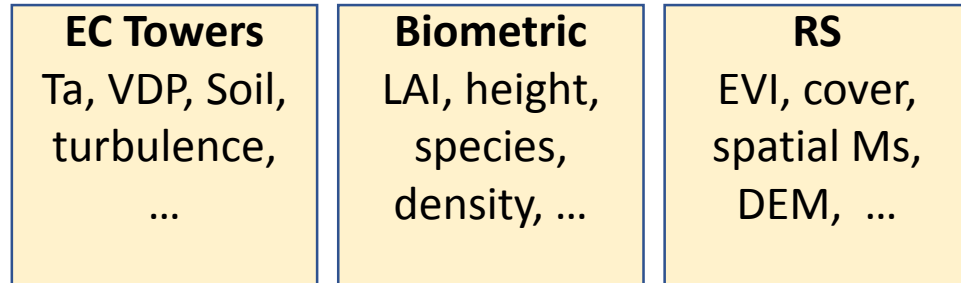 EC Towers
Ta, VDP, Soil,
turbulence,
...
Biometric
LAI, height,
species,
density, ...
RS
EVI, cover,
spatial Ms,
DEM, ...